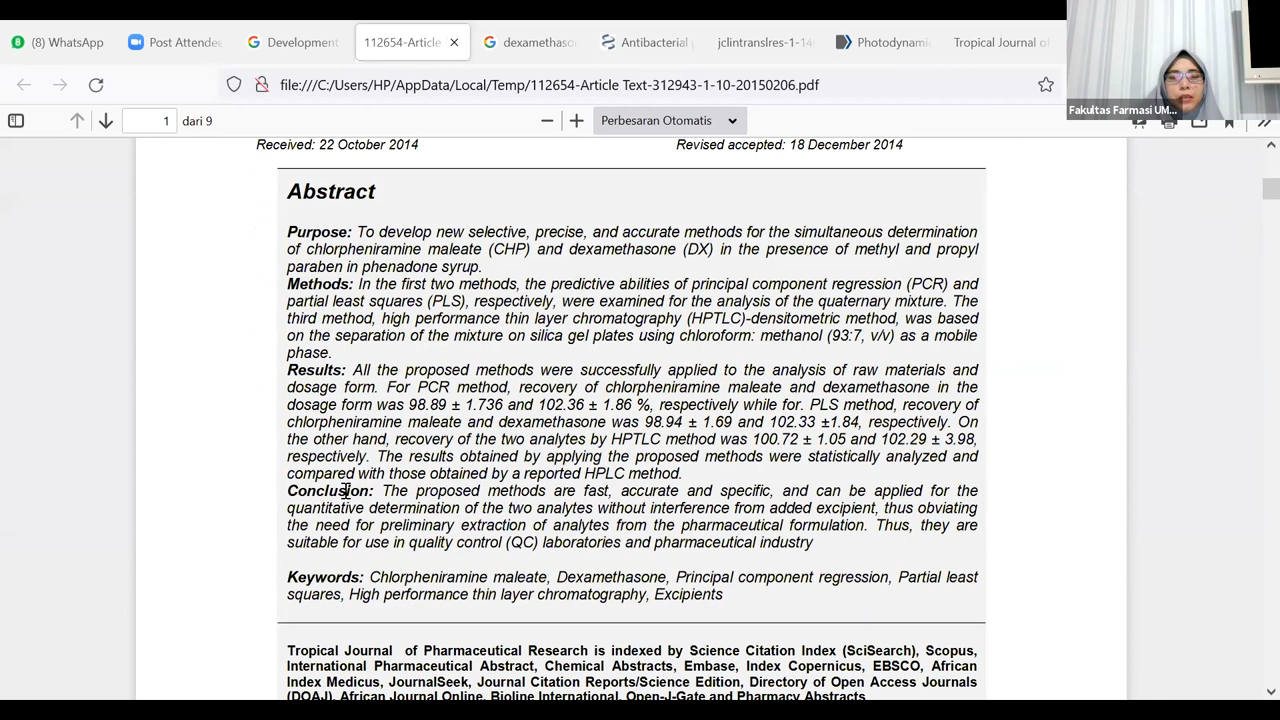 (8) WhatsApp
Post Attende
Development
112654-Article
dexamethaso
Antibacterial
jclintranslres-1-14
Photodynami
Tropical Journal of
file:///C:/Users/HP/AppData/Local/Temp/112654-Article Text-312943-1-10-20150206.pdf
Fakultas Farmasi UM...
1 dari 9
Perbesaran Otomatis
Received: 22 October 2014 Revised accepted: 18 December 2014
Abstract
Purpose: To develop new selective, precise, and accurate methods for the simultaneous determination
of chlorpheniramine maleate (CHP) and dexamethasone (DX) in the presence of methyl and propyl
paraben in phenadone syrup.
Methods: In the first two methods, the predictive abilities of principal component regression (PCR) and
partial least squares (PLS), respectively, were examined for the analysis of the quaternary mixture. The
third method, high performance thin layer chromatography (HPTLC)-densitometric method, was based
on the separation of the mixture on silica gel plates using chloroform: methanol (93:7, v/v) as a mobile
phase.
Results: All the proposed methods were successfully applied to the analysis of raw materials and
dosage form. For PCR method, recovery of chlorpheniramine maleate and dexamethasone in the
dosage form was 98.89 ± 1.736 and 102.36 ± 1.86 %, respectively while for. PLS method, recovery of
chlorpheniramine maleate and dexamethasone was 98.94 ± 1.69 and 102.33 ±1.84, respectively. On
the other hand, recovery of the two analytes by HPTLC method was 100.72 ± 1.05 and 102.29 ± 3.98,
respectively. The results obtained by applying the proposed methods were statistically analyzed and
compared with those obtained by a reported HPLC method.
Conclusion: The proposed methods are fast, accurate and specific, and can be applied for the
quantitative determination of the two analytes without interference from added excipient, thus obviating
the need for preliminary extraction of analytes from the pharmaceutical formulation. Thus, they are
suitable for use in quality control (QC) laboratories and pharmaceutical industry
Keywords: Chlorpheniramine maleate, Dexamethasone, Principal component regression, Partial least
squares, High performance thin layer chromatography, Excipients
Tropical Journal of Pharmaceutical Research is indexed by Science Citation Index (SciSearch), Scopus,
International Pharmaceutical Abstract, Chemical Abstracts, Embase, Index Copernicus, EBSCO, African
Index Medicus, JournalSeek, Journal Citation Reports/Science Edition, Directory of Open Access Journals
(DOAJ), African Journal Online, Bioline International, Open-J-Gate and Pharmacy Abstracts